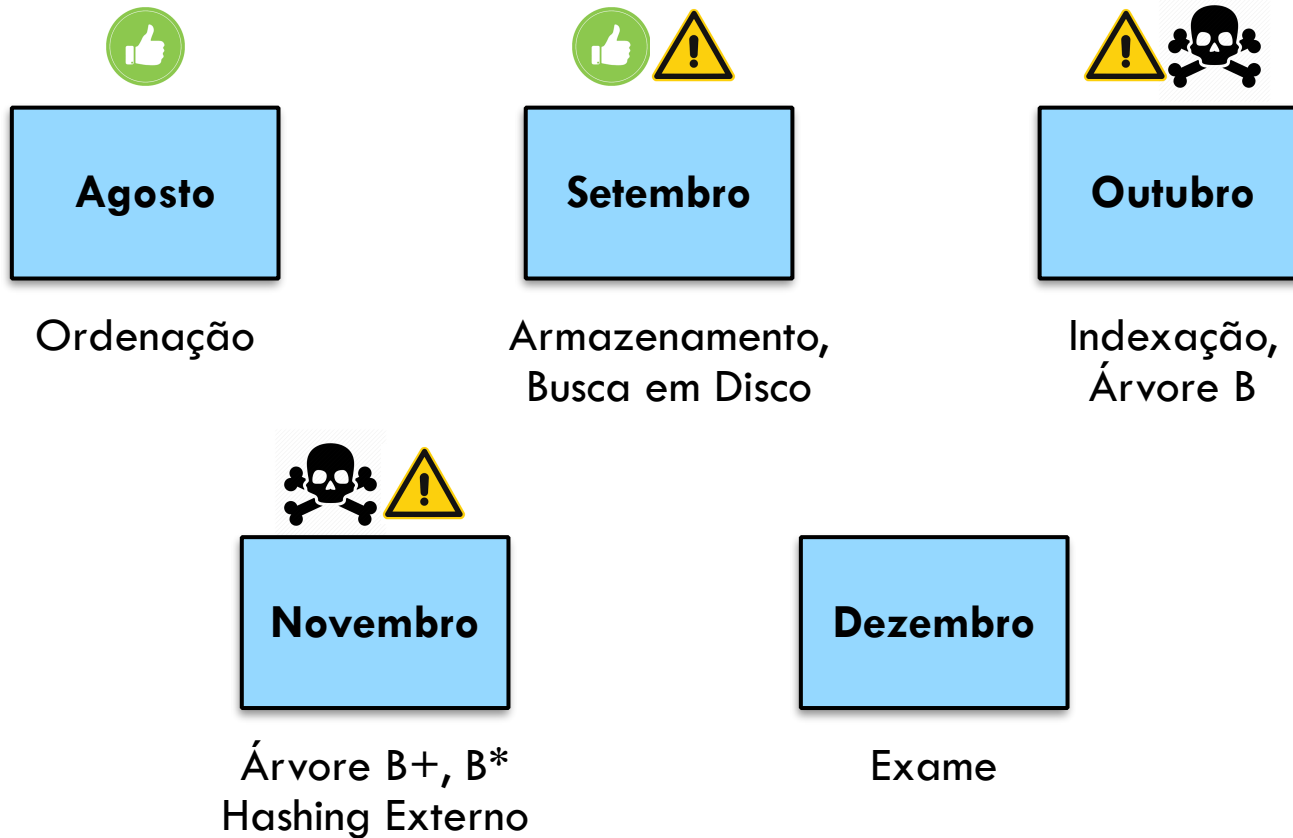 Agosto
Setembro
Outubro
Ordenação
Armazenamento,
Busca em Disco
Indexação,
Árvore B
Novembro
Dezembro
Árvore B+, B*
Hashing Externo
Exame